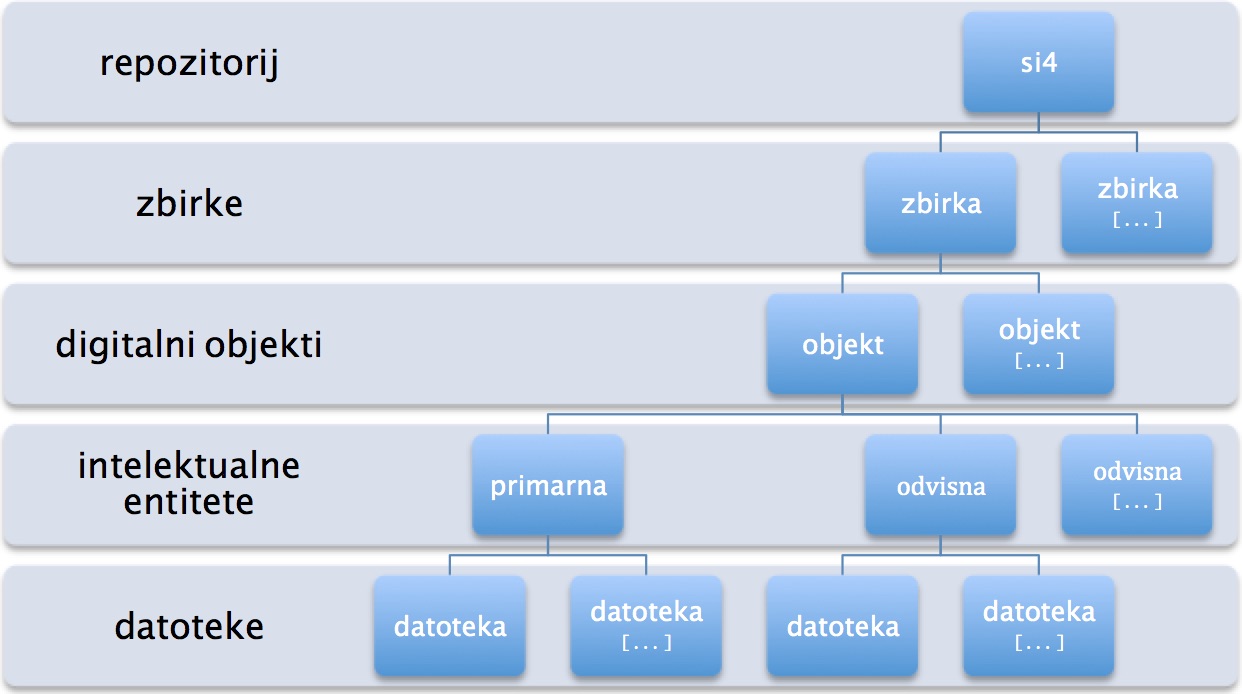 repozitorij
si4
zbirke
zbirka
zbirka
[...]
digitalni objekti
objekt
objekt
[...]
intelektualne
entitete
primarna
odvisna
odvisna
[...]
datoteke
datoteka
datoteka
[...]
datoteka
datoteka
[...]